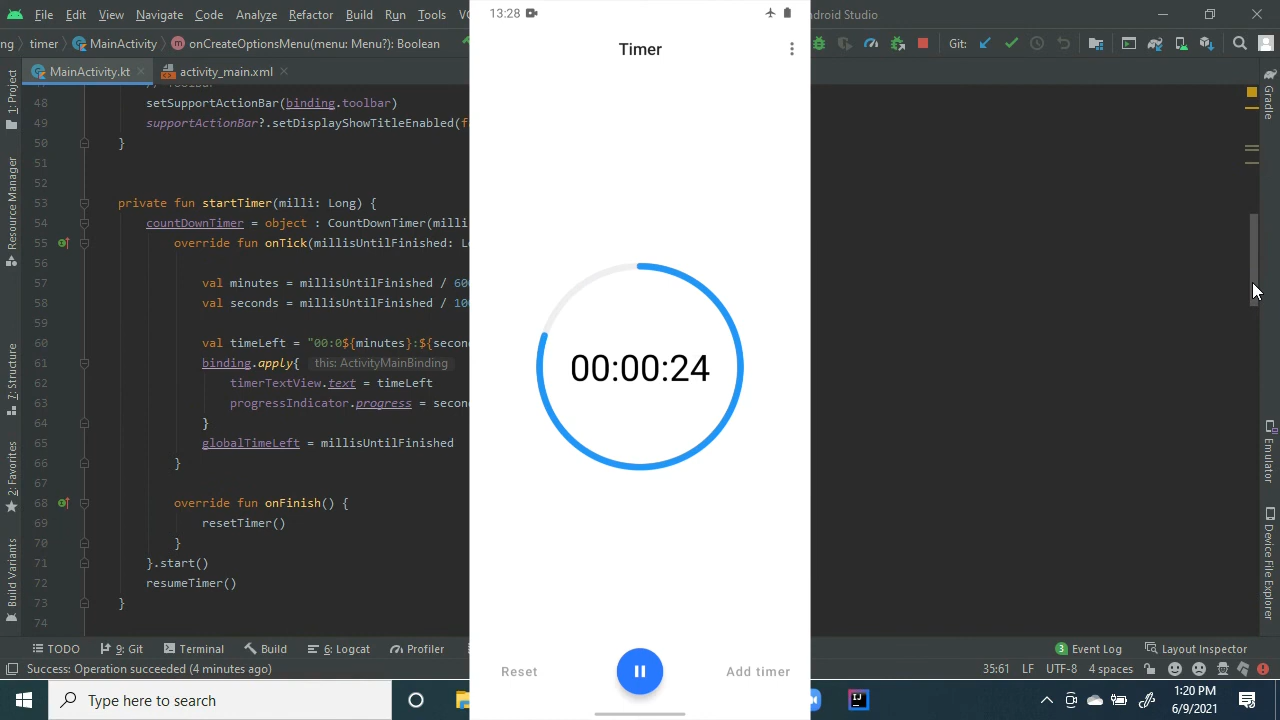 File Edit View Navigate Code Analyze Refactor Build Run Tools
ndroid Studio
13:28
ng timer MainActivity onCreateOptionsMenu(menu: Menu?): Boolean
Git:
Timer
MainActivity.kt
activity_main.xml
48 setSupportActionBar(binding.toolbar)
49 supportActionBar?.setDisplayShowTitleEnabled(f
50 }
51
52
53 private fun startTimer(milli: Long) {
54 countDownTimer = object : CountDownTimer(milli
55 override fun onTick(millisUntilFinished: L
56
57 val minutes = millisUntilFinished / 600
58 val seconds = millisUntilFinished / 100
59
60 val timeLeft = "00:0${minutes}:${secon
61 binding.apply{ this: ActivityMainBinding
62 timerTextView.text = timeLeft
63 progressIndicator.progress = secon
64 }
65 globalTimeLeft = millisUntilFinished
66 }
67
68 override fun onFinish() {
69 resetTimer()
70 }
71 }.start()
72 resumeTimer()
73 }
74
00:00:24
Reset
Add timer
1: Project
Resource Manager
7: Structure
2: Favorites
Build Variants
Gradle
Emulator
Device File Explorer
TODO 9: Git Terminal Build 6: Logcat Profiler
3 Event Log Layout Inspector
Success: Operation succeeded (4 minutes ago)
35:61 LF UTF-8 4 spaces
Type here to search
1:20 PM
6/9/2021